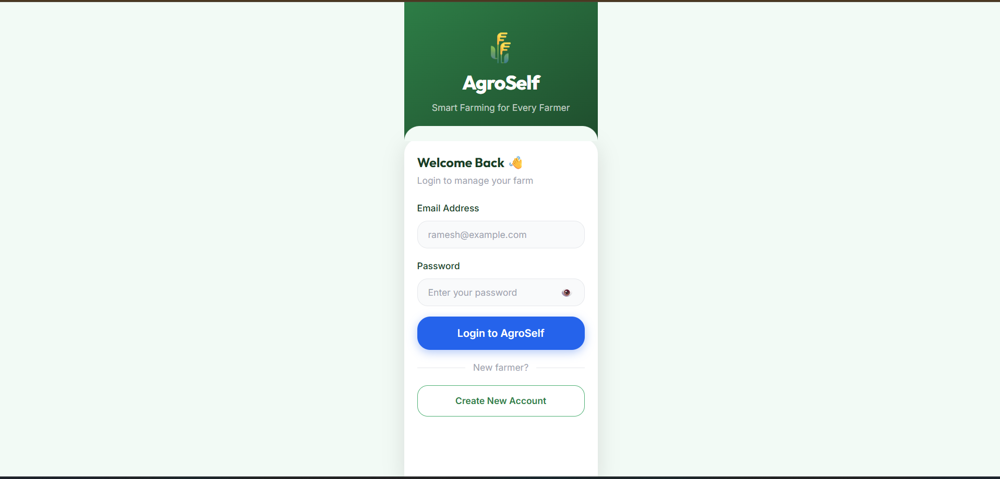 AgroSelf
Smart Farming for Every Farmer
Welcome Back 👋
Login to manage your farm
Email Address
ramesh@example.com
Password
Enter your password
Login to AgroSelf
New farmer?
Create New Account